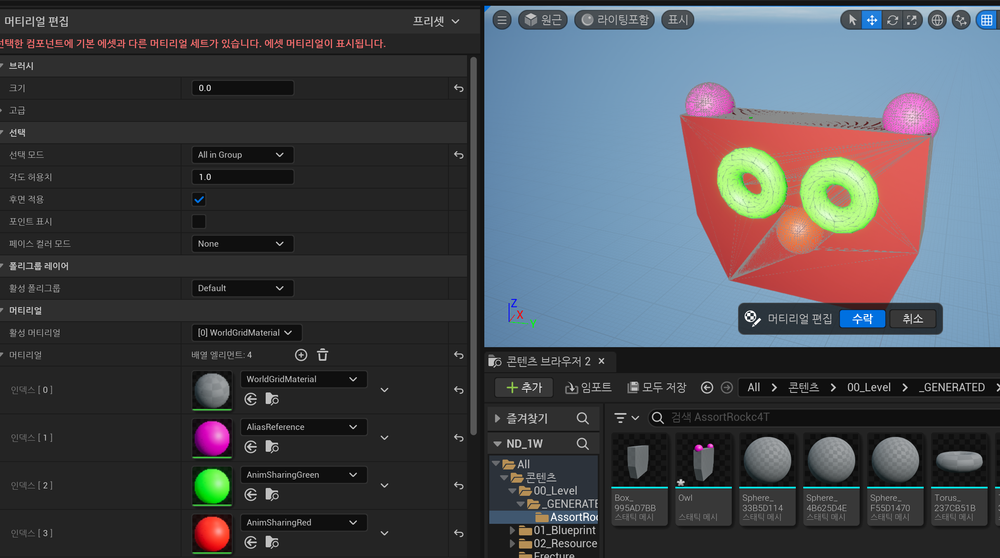 머티리얼 편집
프리셋
선택한 컴포넌트에 기본 에셋과 다른 머티리얼 세트가 있습니다. 에셋 머티리얼이 표시됩니다.
브러시
크기
0.0
고급
선택
선택 모드
All in Group
각도 허용치
1.0
후면 적용
포인트 표시
페이스 컬러 모드
None
폴리그룹 레이어
활성 폴리그룹
Default
머티리얼
활성 머티리얼
[0] WorldGridMaterial
머티리얼
배열 엘리먼트: 4
인덱스 [ 0 ]
WorldGridMaterial
인덱스 [ 1 ]
AliasReference
인덱스 [ 2 ]
AnimSharingGreen
인덱스 [ 3 ]
AnimSharingRed
원근
라이팅포함
표시
Z
X
Y
머티리얼 편집
수락
취소
콘텐츠 브라우저 2
추가
임포트
모두 저장
All
콘텐츠
00_Level
_GENERATED
즐겨찾기
검색 AssortRockc4T
ND_1W
All
콘텐츠
00_Level
_GENERATE
AssortRoc
01_Blueprint
02_Resource
Frecture
Box_
995AD7BB
스태틱 메시
Owl
스태틱 메시
Sphere_
33B5D114
스태틱 메시
Sphere_
4B625D4E
스태틱 메시
Sphere_
F55D1470
스태틱 메시
Torus_
237CB51B
스태틱 메시